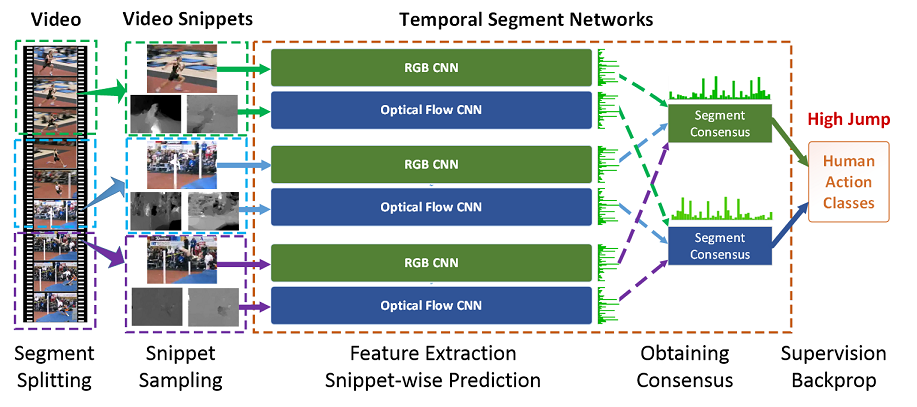 Video
Video Snippets
Temporal Segment Networks
RGB CNN
Optical Flow CNN
RGB CNN
Optical Flow CNN
RGB CNN
Optical Flow CNN
Segment
Consensus
Segment
Consensus
High Jump
Human
Action
Classes
Segment
Splitting
Snippet
Sampling
Feature Extraction
Snippet-wise Prediction
Obtaining
Consensus
Supervision
Backprop